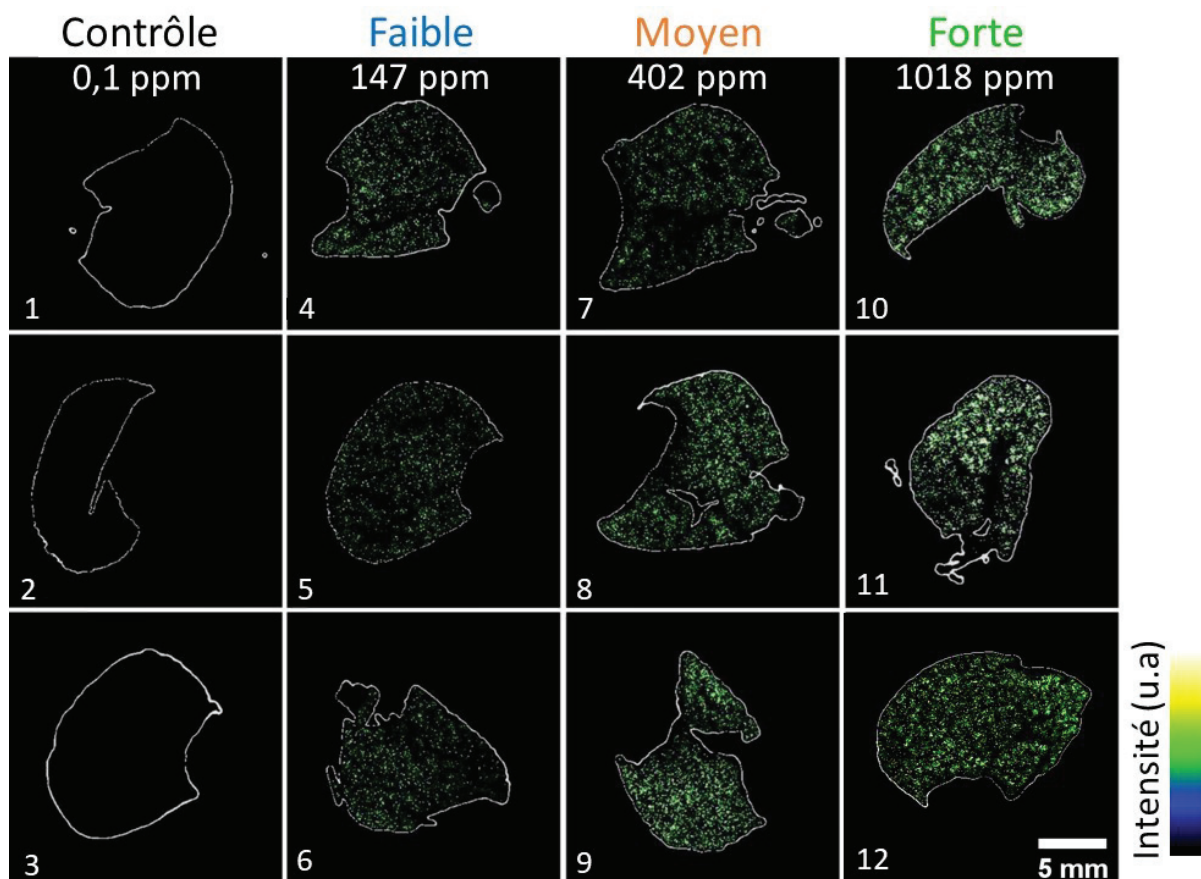 Contrôle
Faible
Moyen
Forte
0,1 ppm
147 ppm
402 ppm
1018 ppm
1
4
7
10
2
5
8
11
3
6
9
12
5 mm
Intensité (u.a)